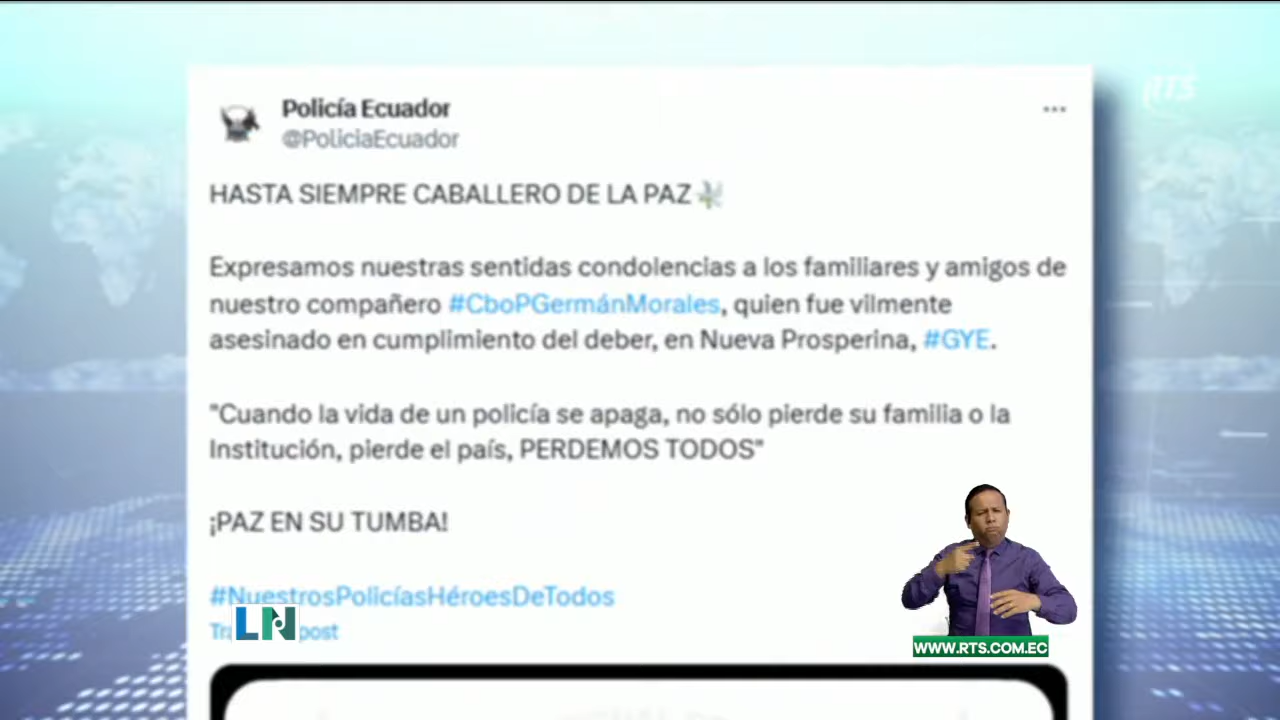 RTS
Policía Ecuador
@PoliciaEcuador
HASTA SIEMPRE CABALLERO DE LA PAZ
Expresamos nuestras sentidas condolencias a los familiares y amigos de
nuestro compañero #CboPGermánMorales, quien fue vilmente
asesinado en cumplimiento del deber, en Nueva Prosperina, #GYE.
"Cuando la vida de un policía se apaga, no sólo pierde su familia o la
Institución, pierde el país, PERDEMOS TODOS"
¡PAZ EN SU TUMBA!
#NuestrosPolicíasHéroesDeTodos
post
LN
WWW.RTS.COM.EC